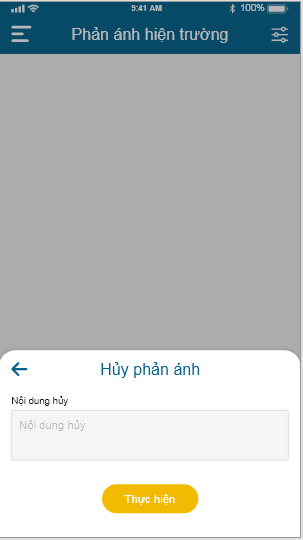 9:41 AM 100%
Phản ánh hiện trường
Hủy phản ánh
Nội dung hủy
Nội dung hủy
Thực hiện